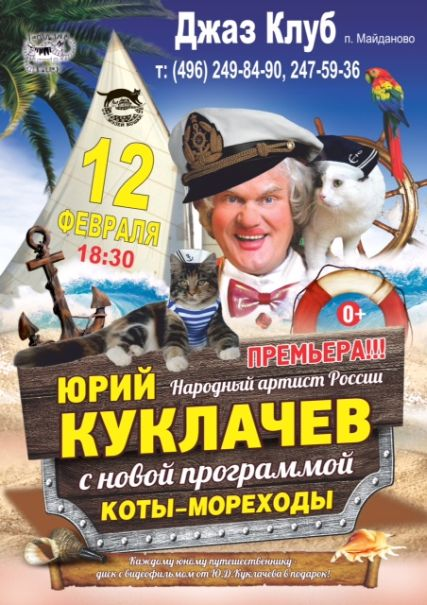 Джаз Клуб п. Майданово
т: (496) 249-84-90, 247-59-36
12
ФЕВРАЛЯ
18:30
0+
ПРЕМЬЕРА!!!
ЮРИЙ Народный артист России
КУКЛАЧЕВ
с новой программой
КОТЫ-МОРЕХОДЫ
Каждому юному путешественнику
диск с видеофильмом от Ю.Д.Куклачева в подарок!